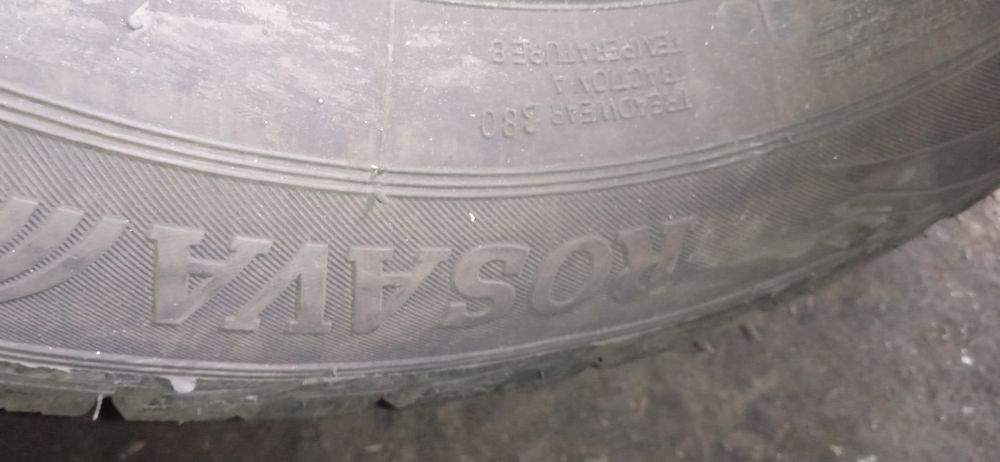 TREADWEAR 380
TRACTION A
TEMPERATURE B
ROSAVA